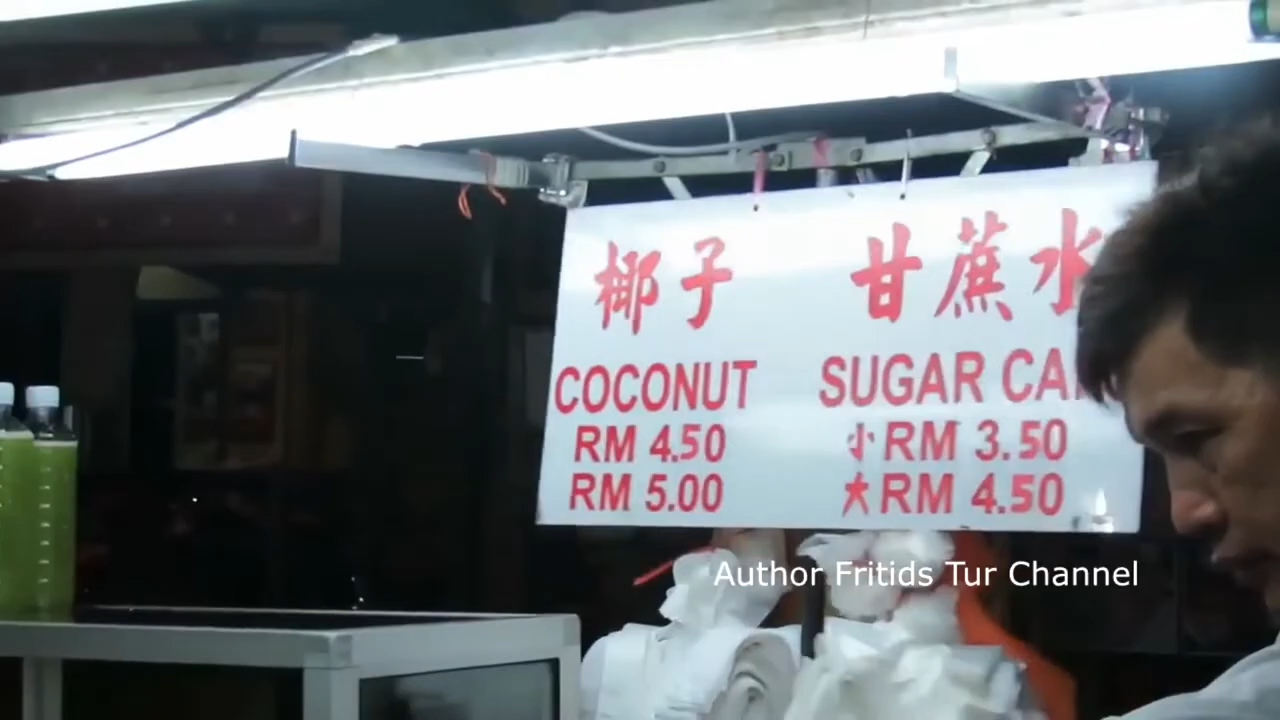 椰子 甘蔗水
COCONUT SUGAR
RM 4.50 小 RM 3.50
RM 5.00 大 RM 4.50
Author Fritids Tur Channel